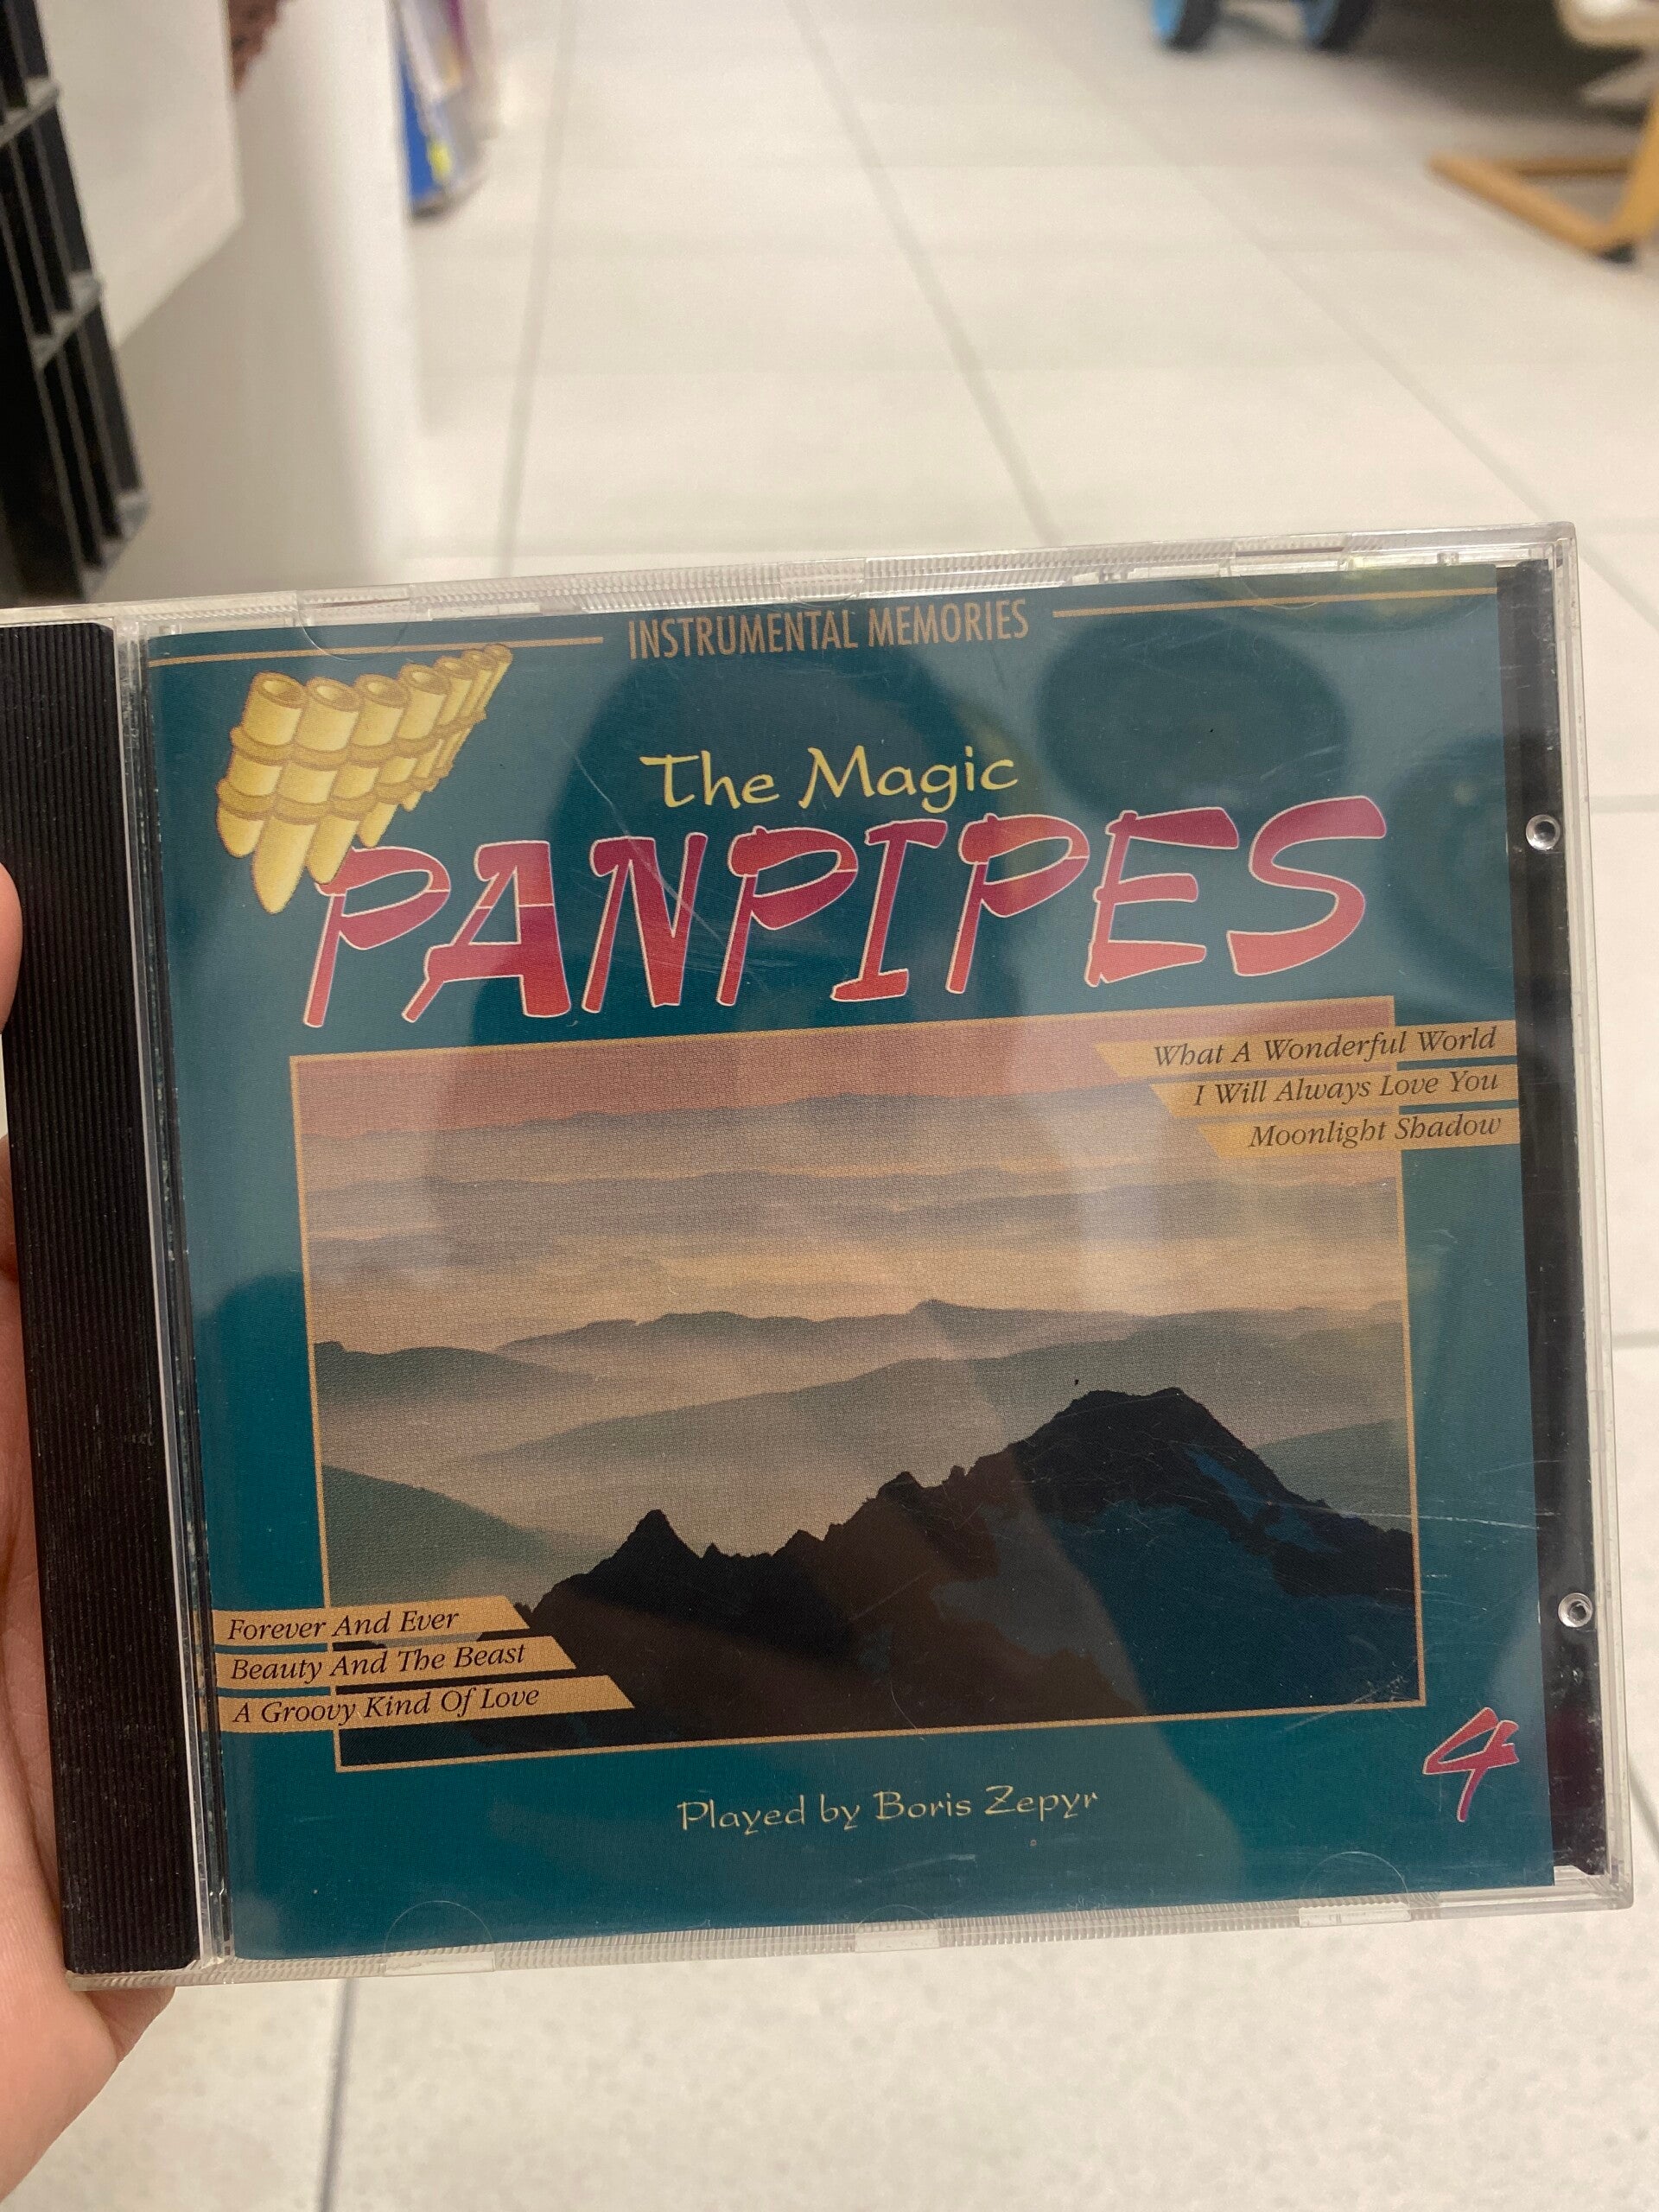 INSTRUMENTAL MEMORIES
The Magic
PANPIPES
What A Wonderful World
I Will Always Love You
Moonlight Shadow
Forever And Ever
Beauty And The Beast
A Groovy Kind Of Love
4
Played by Boris Zepyr